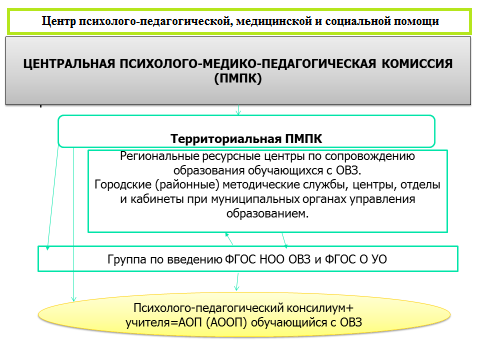 Центр психолого-педагогической, медицинской и социальной помощи
ЦЕНТРАЛЬНАЯ ПСИХОЛОГО-МЕДИКО-ПЕДАГОГИЧЕСКАЯ КОМИССИЯ
(ПМПК)
Территориальная ПМПК
Региональные ресурсные центры по сопровождению
образования обучающихся с ОВЗ.
Городские (районные) методические службы, центры, отделы
и кабинеты при муниципальных органах управления
образованием.
Группа по введению ФГОС НОО ОВЗ и ФГОС О УО
Психолого-педагогический консилиум+
учителя=АОП (АООП) обучающийся с ОВЗ